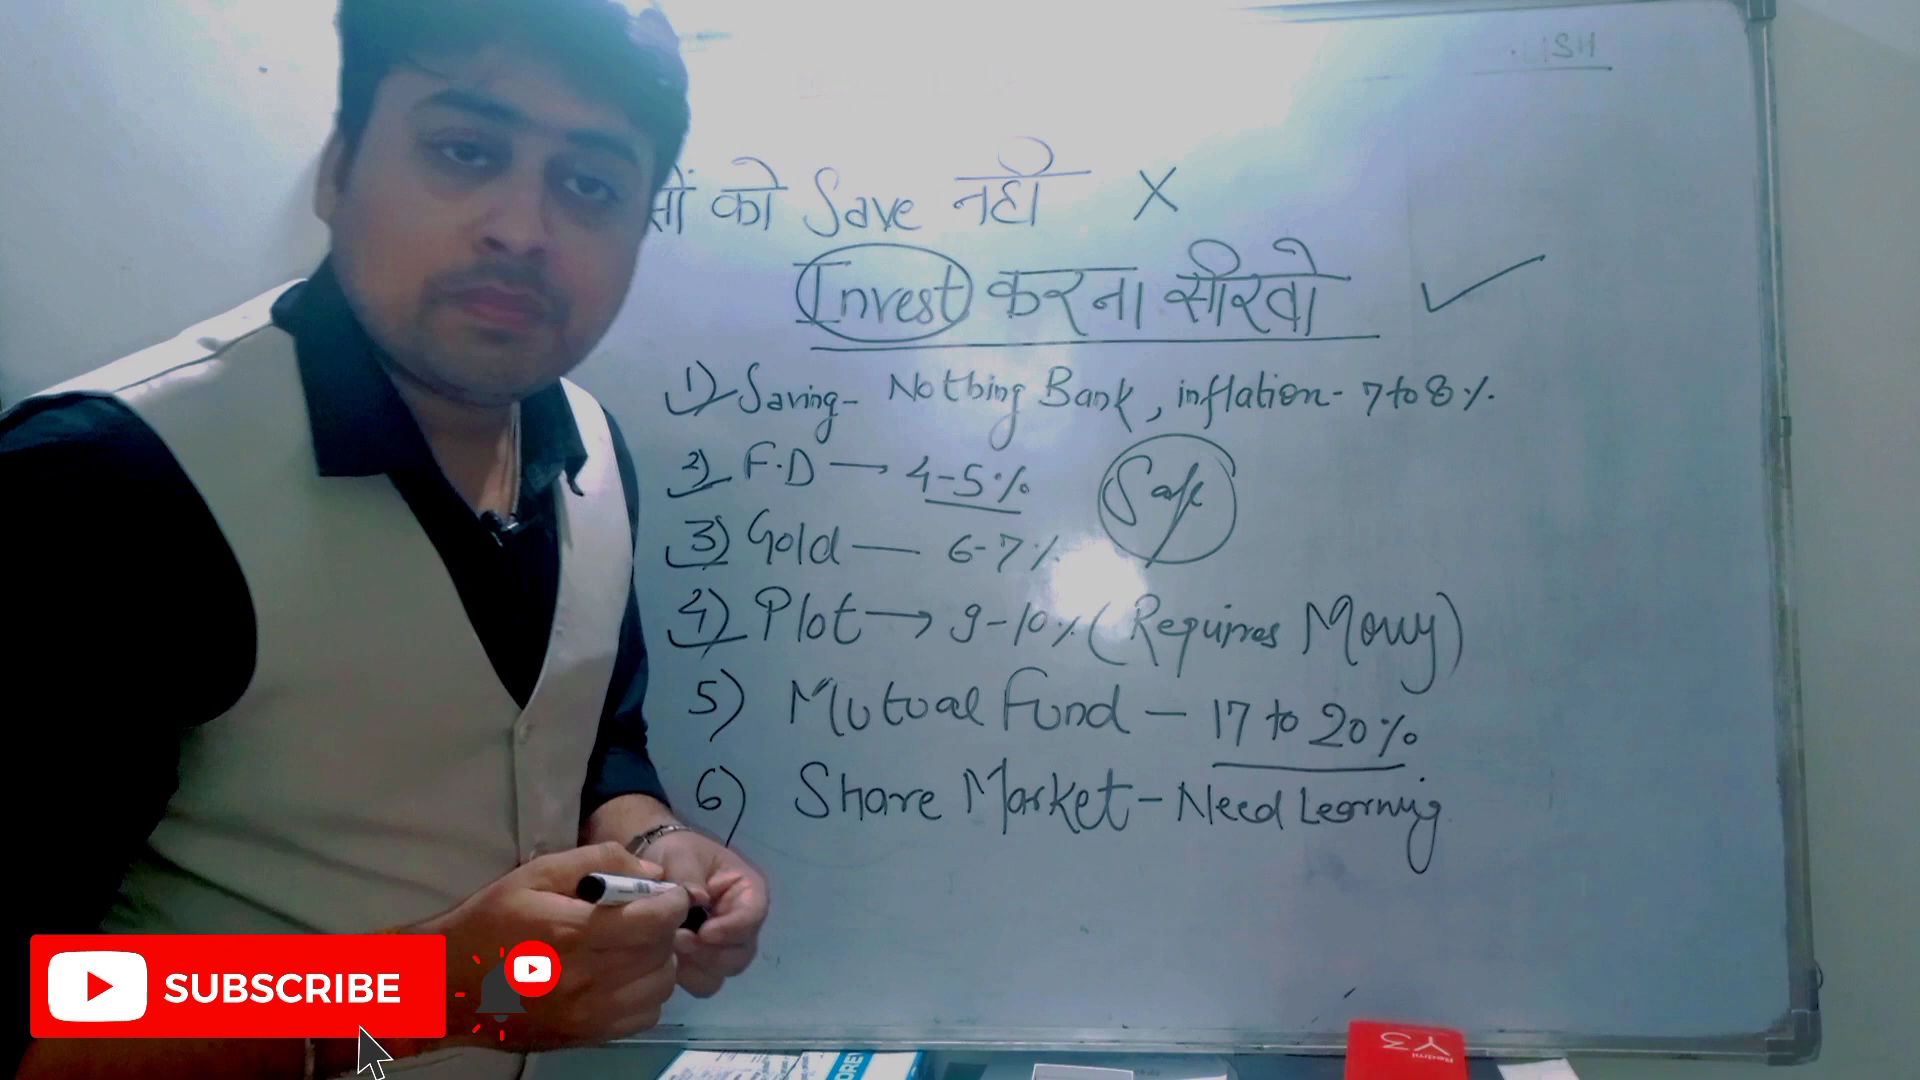 को Save नहीं X
Invest करना सीखो ✓
1) Saving - Nothing Bank, inflation - 7 to 8%
2) F.D → 4-5% Safe
3) Gold — 6-7%
4) Plot → 9-10% (Requires Money)
5) Mutual Fund - 17 to 20%
6) Share Market - Need Learning
SUBSCRIBE
Redmi
Y3